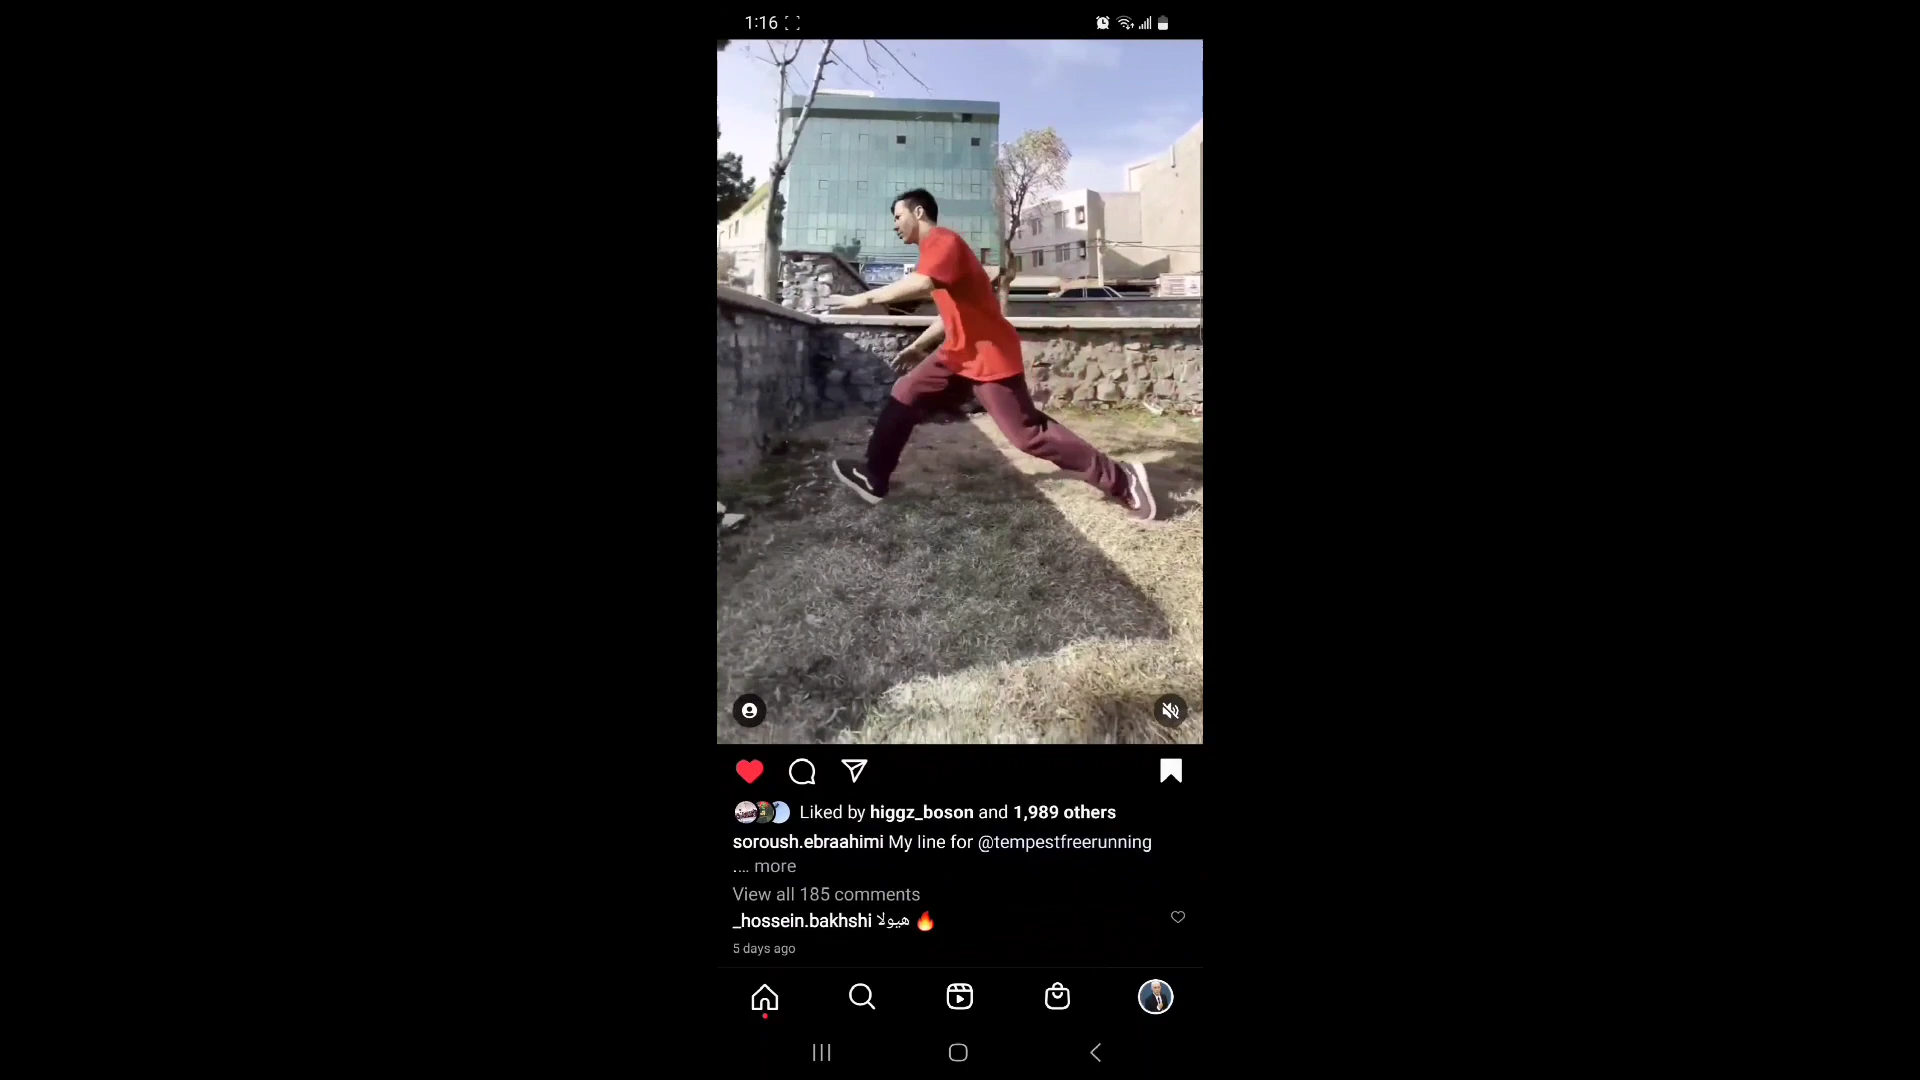 1:16
Liked by higgz_boson and 1,989 others
soroush.ebraahimi My line for @tempestfreerunning
.... more
View all 185 comments
_hossein.bakhshi هیولا 🔥
5 days ago